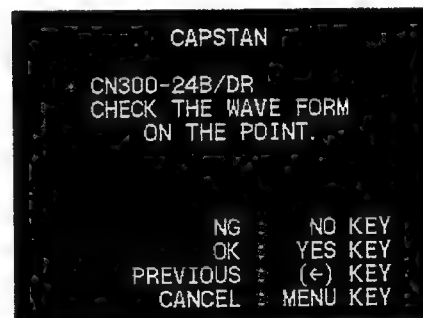 CAPSTAN
CN300-24B/DR
CHECK THE WAVE FORM
ON THE POINT.
NG : NO KEY
OK : YES KEY
PREVIOUS : (←) KEY
CANCEL : MENU KEY